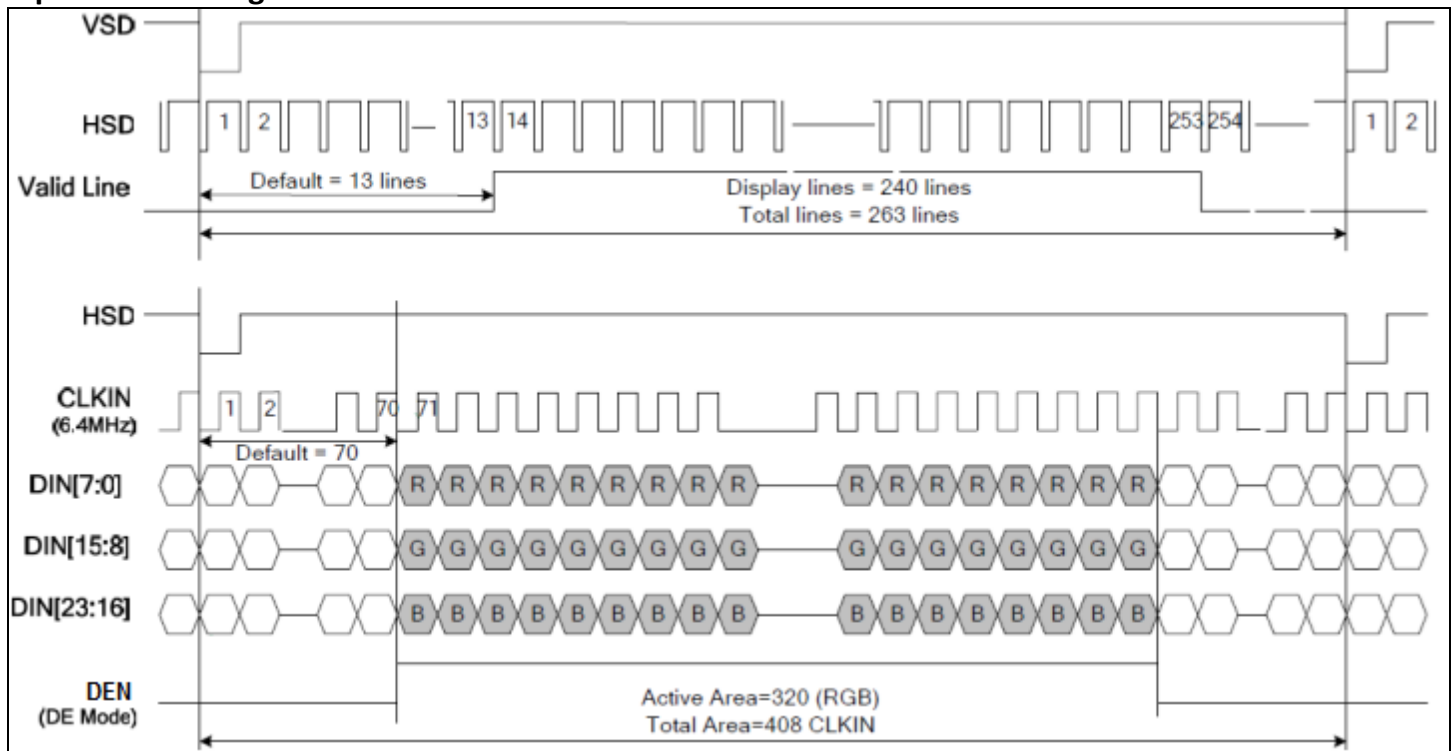 VSD
HSD 1 2 13 14 253 254 1 2
Valid Line Default = 13 lines Display lines = 240 lines
Total lines = 263 lines
HSD
CLKIN 1 2 70 71
(6.4MHz)
Default = 70
DIN[7:0] R R R R R R R R R R R R R R R R R
DIN[15:8] G G G G G G G G G G G G G G G G G
DIN[23:16] B B B B B B B B B B B B B B B B B
DEN Active Area=320 (RGB)
(DE Mode) Total Area=408 CLKIN